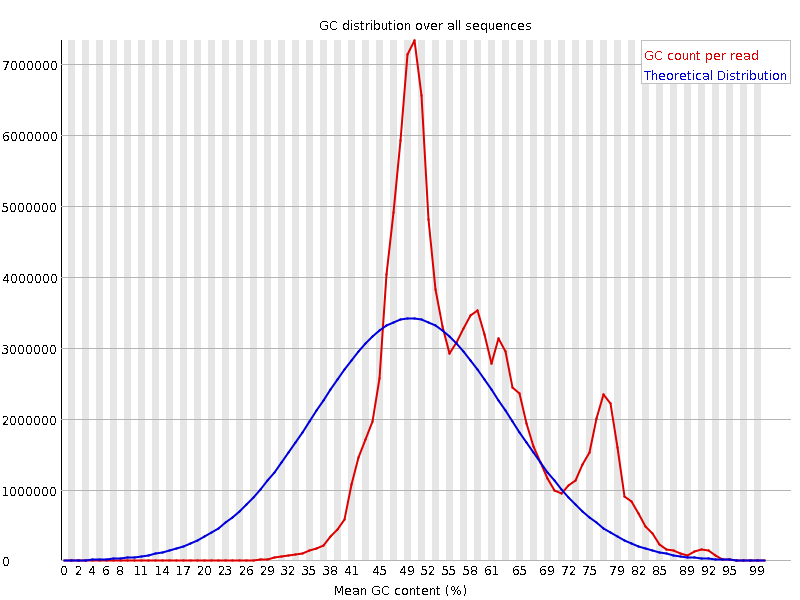 GC distribution over all sequences
GC count per read
Theoretical Distribution
7000000
6000000
5000000
4000000
3000000
2000000
1000000
0
0 2 4 6 8 11 14 17 20 23 26 29 32 35 38 41 45 49 52 55 58 61 65 69 72 75 79 82 85 89 92 95 99
Mean GC content (%)